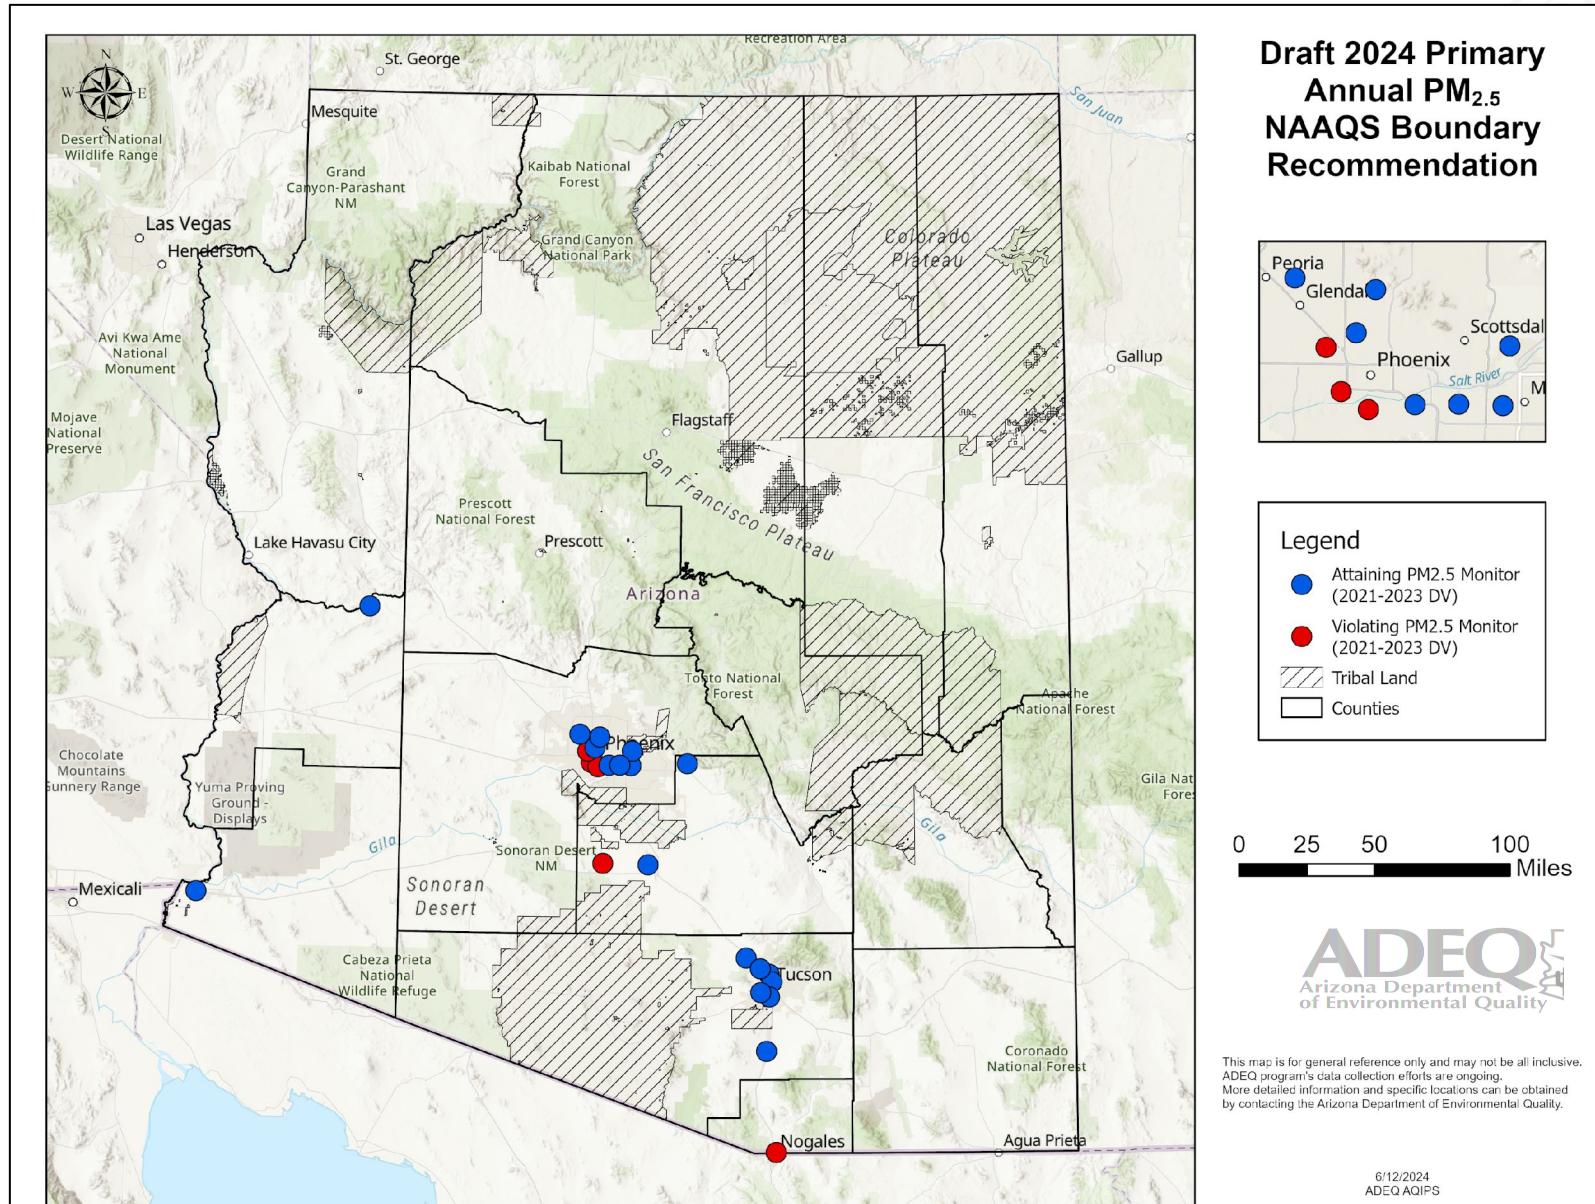 Draft 2024 Primary
Annual PM2.5
NAAQS Boundary
Recommendation
Recreation Area
St. George
N
W
E
S
Mesquite
San Juan
Desert National
Wildlife Range
Grand
Canyon-Parashant
NM
Kaibab National
Forest
Las Vegas
Henderson
Grand Canyon
National Park
Colorado
Plateau
Avi Kwa Ame
National
Monument
Gallup
Mojave
National
Preserve
Flagstaff
San Francisco Plateau
Prescott
National Forest
Lake Havasu City
Prescott
Arizona
Tonto National
Forest
Apache
National Forest
Phoenix
Chocolate
Mountains
Gunnery Range
Yuma Proving
Ground -
Displays
Gila Nat
Fores
Gila
Gila
Sonoran Desert
NM
Sonoran
Desert
Mexicali
Cabeza Prieta
National
Wildlife Refuge
Tucson
Coronado
National Forest
Nogales
Agua Prieta
Peoria
Glendal
Scottsdal
Phoenix
Salt River
M
Legend
Attaining PM2.5 Monitor
(2021-2023 DV)
Violating PM2.5 Monitor
(2021-2023 DV)
Tribal Land
Counties
0 25 50 100
Miles
ADEQ
Arizona Department
of Environmental Quality
This map is for general reference only and may not be all inclusive.
ADEQ program's data collection efforts are ongoing.
More detailed information and specific locations can be obtained
by contacting the Arizona Department of Environmental Quality.
6/12/2024
ADEQ AQIPS